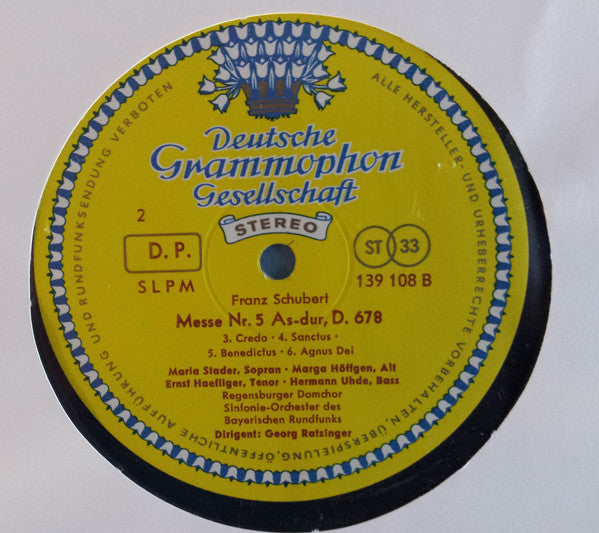 ALLE HERSTELLER- UND URHEBERRECHTE VORBEHALTEN, ÜBERSPIELUNG, ÖFFENTLICHE AUFFÜHRUNG UND RUNDFUNKSENDUNG VERBOTEN
Deutsche
Grammophon
Gesellschaft
STEREO
2
D. P.
ST 33
SLPM
139 108 B
Franz Schubert
Messe Nr. 5 As-dur, D. 678
3. Credo · 4. Sanctus ·
5. Benedictus · 6. Agnus Dei
Maria Stader, Sopran · Marga Höffgen, Alt
Ernst Haefliger, Tenor · Hermann Uhde, Bass
Regensburger Domchor
Sinfonie-Orchester des
Bayerischen Rundfunks
Dirigent: Georg Ratzinger